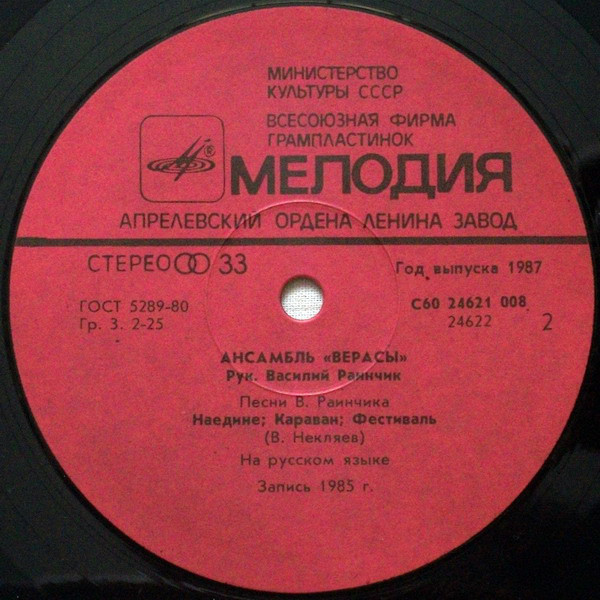 МИНИСТЕРСТВО
КУЛЬТУРЫ СССР
ВСЕСОЮЗНАЯ ФИРМА
ГРАМПЛАСТИНОК
МЕЛОДИЯ
АПРЕЛЕВСКИЙ ОРДЕНА ЛЕНИНА ЗАВОД
СТЕРЕО 33
Год выпуска 1987
ГОСТ 5289-80
Гр. 3. 2-25
С60 24621 008
24622
2
АНСАМБЛЬ «ВЕРАСЫ»
Рук. Василий Раинчик
Песни В. Раинчика
Наедине; Караван; Фестиваль
(В. Некляев)
На русском языке
Запись 1985 г.